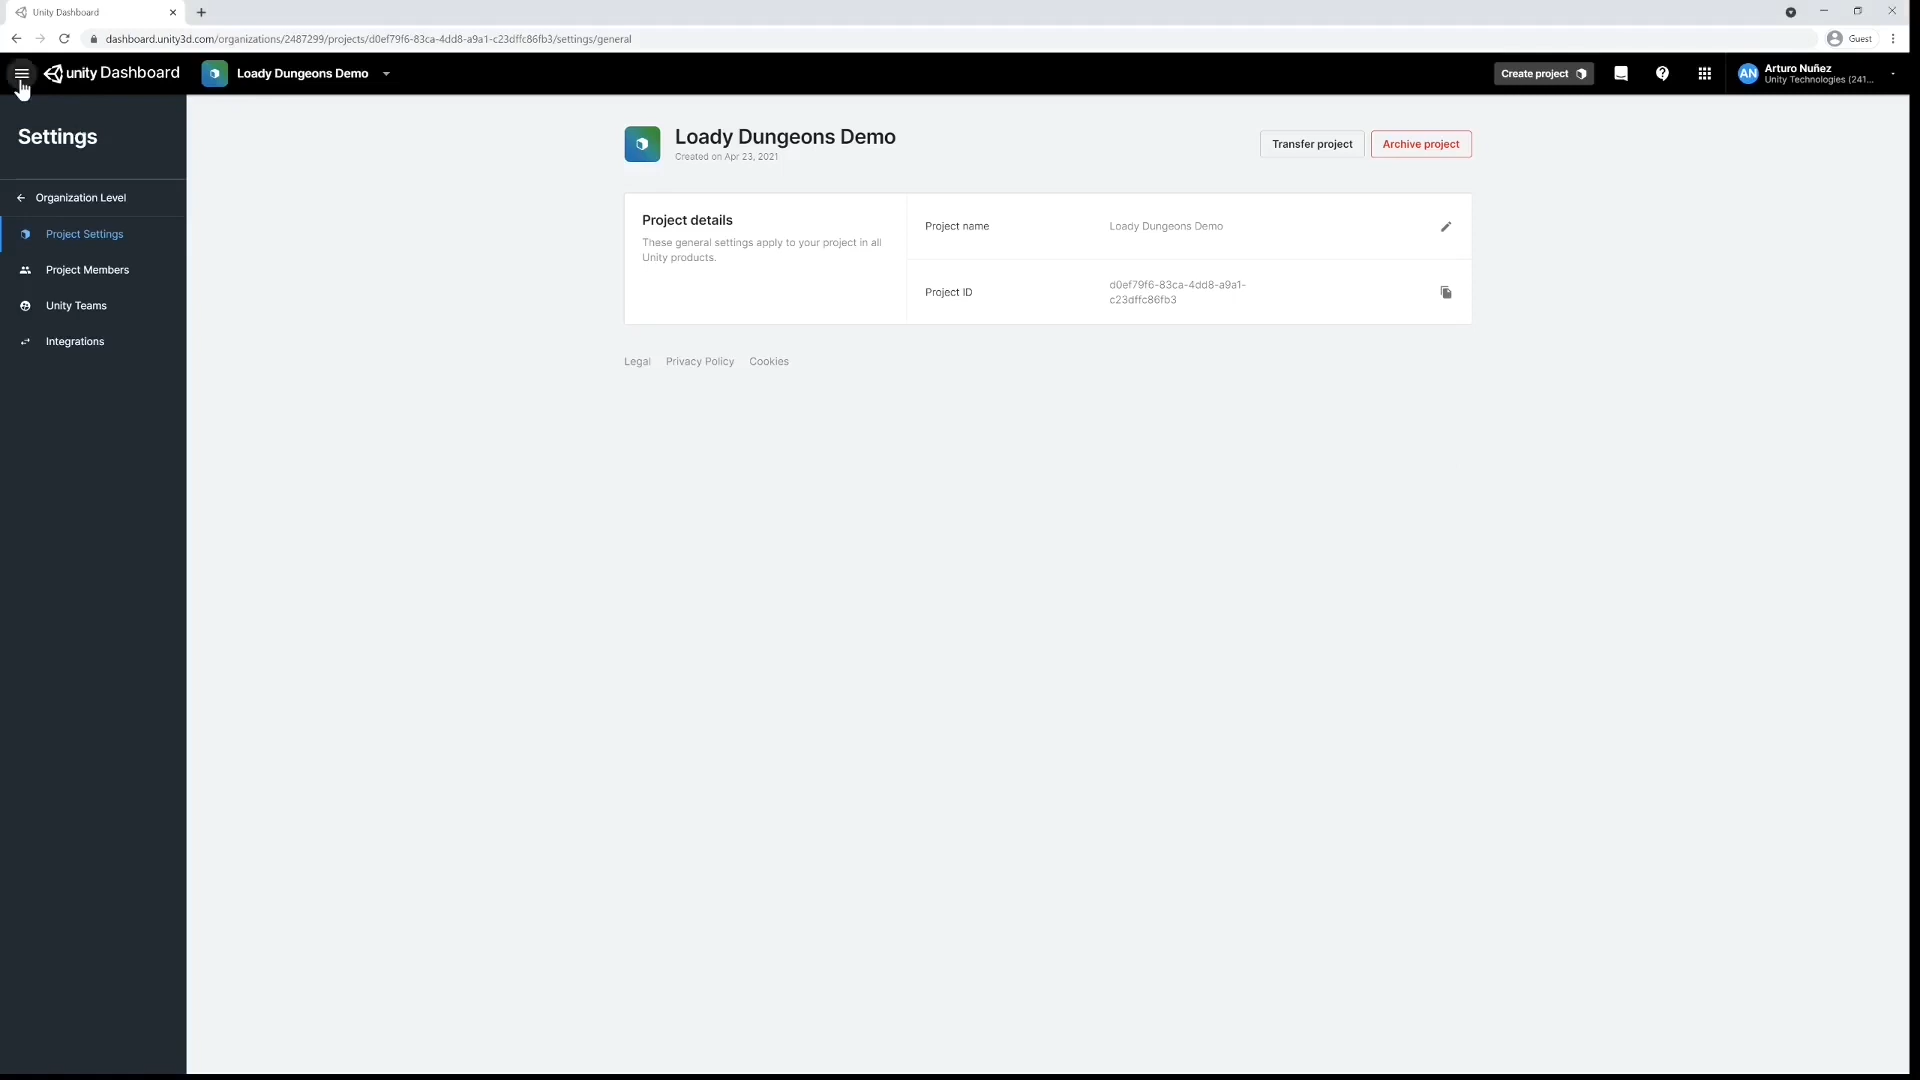 Unity Dashboard
dashboard.unity3d.com/organizations/2487299/projects/d0ef79f6-83ca-4dd8-a9a1-c23dffc86fb3/settings/general
Guest
unity Dashboard
Loady Dungeons Demo
Create project
AN
Arturo Nuñez
Unity Technologies (241...
Settings
Organization Level
Project Settings
Project Members
Unity Teams
Integrations
Loady Dungeons Demo
Created on Apr 23, 2021
Transfer project
Archive project
Project details
These general settings apply to your project in all
Unity products.
Project name
Loady Dungeons Demo
Project ID
d0ef79f6-83ca-4dd8-a9a1-
c23dffc86fb3
Legal
Privacy Policy
Cookies